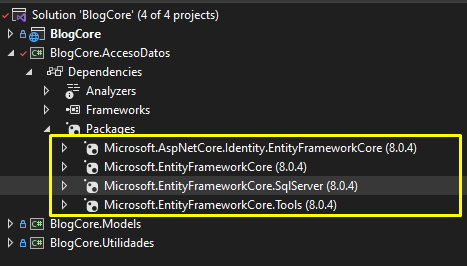 Solution 'BlogCore' (4 of 4 projects)
BlogCore
BlogCore.AccesoDatos
Dependencies
Analyzers
Frameworks
Packages
Microsoft.AspNetCore.Identity.EntityFrameworkCore (8.0.4)
Microsoft.EntityFrameworkCore (8.0.4)
Microsoft.EntityFrameworkCore.SqlServer (8.0.4)
Microsoft.EntityFrameworkCore.Tools (8.0.4)
C# BlogCore.Models
C# BlogCore.Utilidades